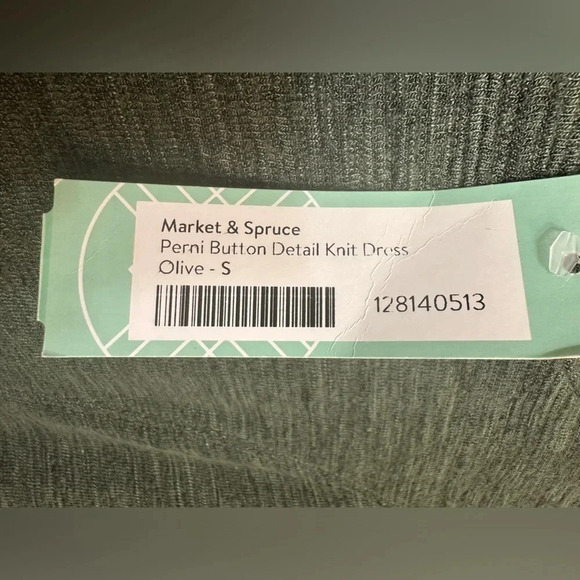 Market & Spruce
Perni Button Detail Knit Dress
Olive - S
128140513